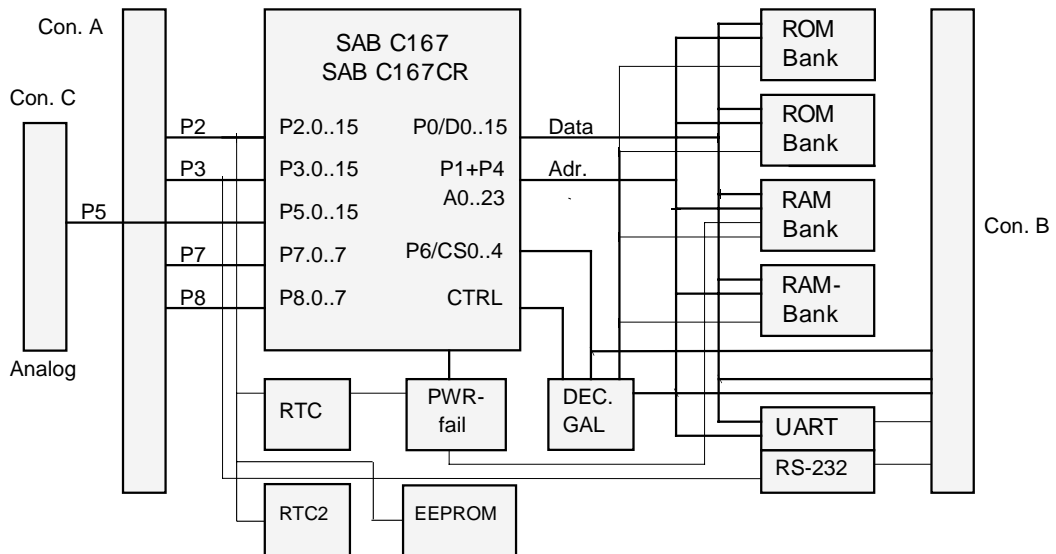 Con. A
SAB C167
SAB C167CR
ROM
Bank
Con. C
P2
P2.0..15
P0/D0..15
Data
ROM
Bank
P3
P3.0..15
P1+P4
Adr.
A0..23
P5
P5.0..15
RAM
Bank
Con. B
P7
P7.0..7
P6/CS0..4
P8
P8.0..7
CTRL
RAM-
Bank
Analog
RTC
PWR-
fail
DEC.
GAL
UART
RS-232
RTC2
EEPROM